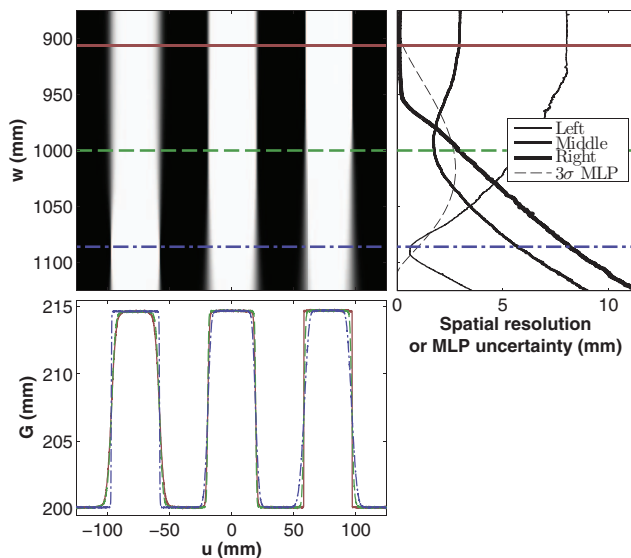 900
950
1000
1050
1100
w (mm)
Left
Middle
Right
3σ MLP
0 5 10
Spatial resolution
or MLP uncertainty (mm)
215
210
205
200
G (mm)
−100 −50 0 50 100
u (mm)